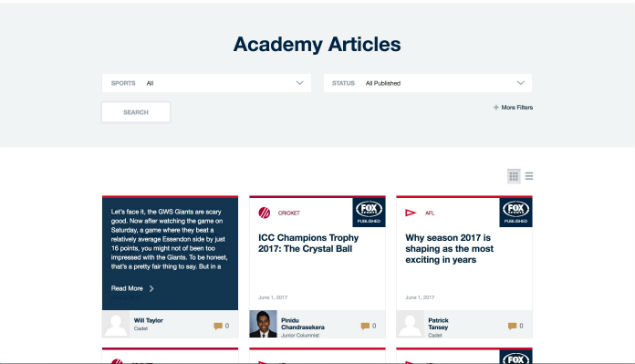 Academy Articles
SPORTS All
STATUS All Published
SEARCH
+ More Filters
Let's face it, the GWS Giants are scary
good. Now after watching the game on
Saturday, a game where they beat a
relatively average Essendon side by just
16 points, you might not of been too
impressed with the Giants. To be honest,
that's a pretty fair thing to say. But in a
Read More
Will Taylor
Cadet
0
CRICKET
FOX
SPORTS
PUBLISHED
ICC Champions Trophy
2017: The Crystal Ball
June 1, 2017
Pinidu
Chandrasekera
Junior Columnist
0
AFL
FOX
SPORTS
PUBLISHED
Why season 2017 is
shaping as the most
exciting in years
June 1, 2017
Patrick
Tansey
Cadet
0
CRICKET
AFL
AFL
FOX